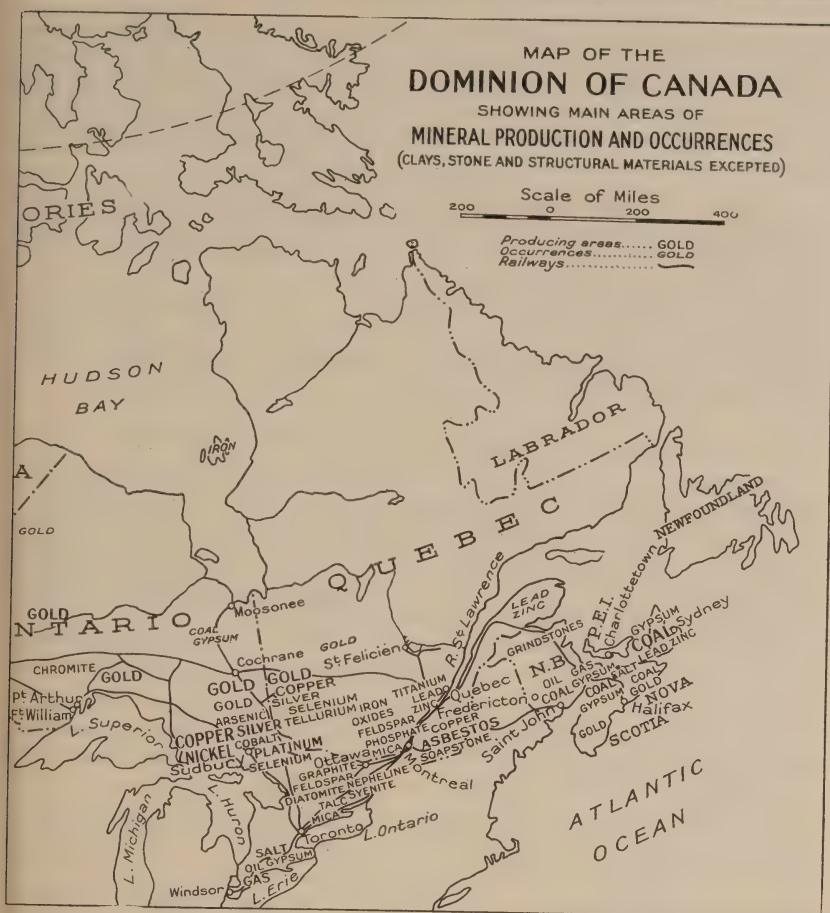 MAP OF THE
DOMINION OF CANADA
SHOWING MAIN AREAS OF
MINERAL PRODUCTION AND OCCURRENCES
(CLAYS, STONE AND STRUCTURAL MATERIALS EXCEPTED)
Scale of Miles
200 0 200 400
Producing areas...... GOLD
Occurrences.......... GOLD
Railways.............
ORIES
HUDSON
BAY
IRON
A
GOLD
LABRADOR
QUEBEC
NEWFOUNDLAND
GOLD
NTARIO
Moosonee
COAL
GYPSUM
CHROMITE
GOLD
Pt. Arthur
Ft. William
L. Superior
Cochrane
GOLD
St Félicien
R. St Lawrence
LEAD
ZINC
GRINDSTONES
P.E.I.
Charlottetown
GYPSUM
COAL
Sydney
SALT LEAD ZINC
N.B.
OIL GAS
COAL GYPSUM
COAL
GYPSUM
COAL
GOLD
NOVA
Halifax
GOLD
SCOTIA
GOLD GOLD
GOLD COPPER
SILVER
ARSENIC SELENIUM
TELLURIUM
COPPER SILVER
NICKEL COBALT
PLATINUM
Sudbury SELENIUM
IRON
OXIDES
TITANIUM
LEAD
ZINC
Quebec
Fredericton
Saint John
FELDSPAR
PHOSPHATE COPPER
MICA ASBESTOS
SOAPSTONE
Ottawa
Montreal
GRAPHITE
FELDSPAR
DIATOMITE NEPHELINE
TALC SYENITE
MICA
Toronto
L. Ontario
L. Michigan
L. Huron
SALT
OIL GYPSUM
GAS
Windsor
L. Erie
ATLANTIC
OCEAN